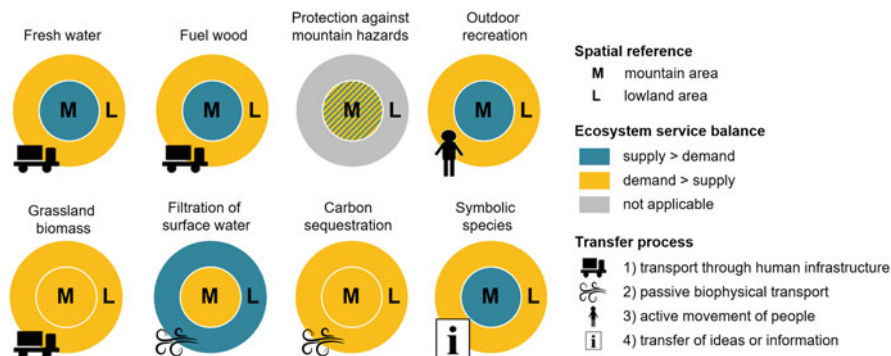 Fresh water
Fuel wood
Protection against
mountain hazards
Outdoor
recreation
M
L
M
L
M
L
M
L
Grassland
biomass
Filtration of
surface water
Carbon
sequestration
Symbolic
species
M
L
M
L
M
L
M
L
i
Spatial reference
M mountain area
L lowland area
Ecosystem service balance
supply > demand
demand > supply
not applicable
Transfer process
1) transport through human infrastructure
2) passive biophysical transport
3) active movement of people
i 4) transfer of ideas or information